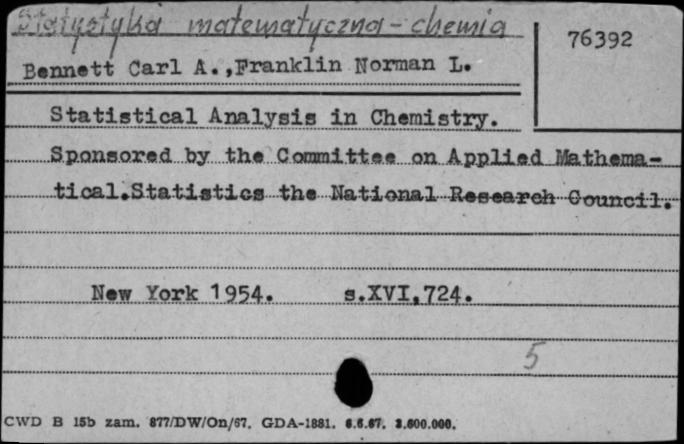 Statystyka matematyczna - chemia
76392
Bennett Carl A.,Franklin Norman L.
Statistical Analysis in Chemistry.
Sponsored by the Committee on Applied Mathema-
tical.Statistics the National Research Council.
New York 1954. s.XVI,724.
5
CWD B 15b zam. 877/DW/On/67. GDA-1881. 6.6.67. 2.600.000.